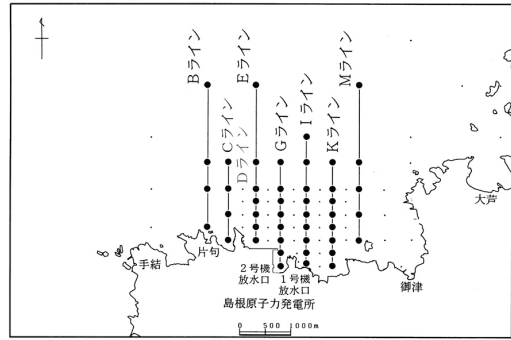 Bライン
Cライン
Dライン
Eライン
Gライン
Iライン
Kライン
Mライン
大芦
片句
手結
2号機
放水口
1号機
放水口
御津
島根原子力発電所
0 500 1000m